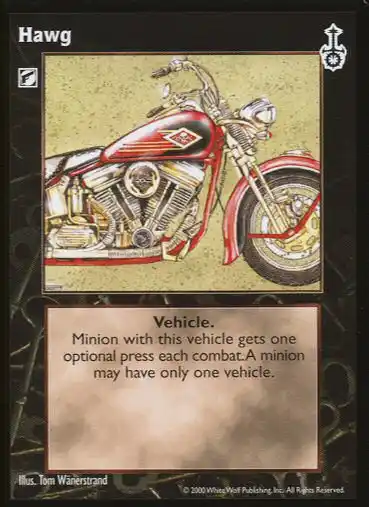 Hawg
Vehicle.
Minion with this vehicle gets one
optional press each combat.A minion
may have only one vehicle.
Illus. Tom Wänerstrand
© 2000 White Wolf Publishing, Inc. All Rights Reserved.